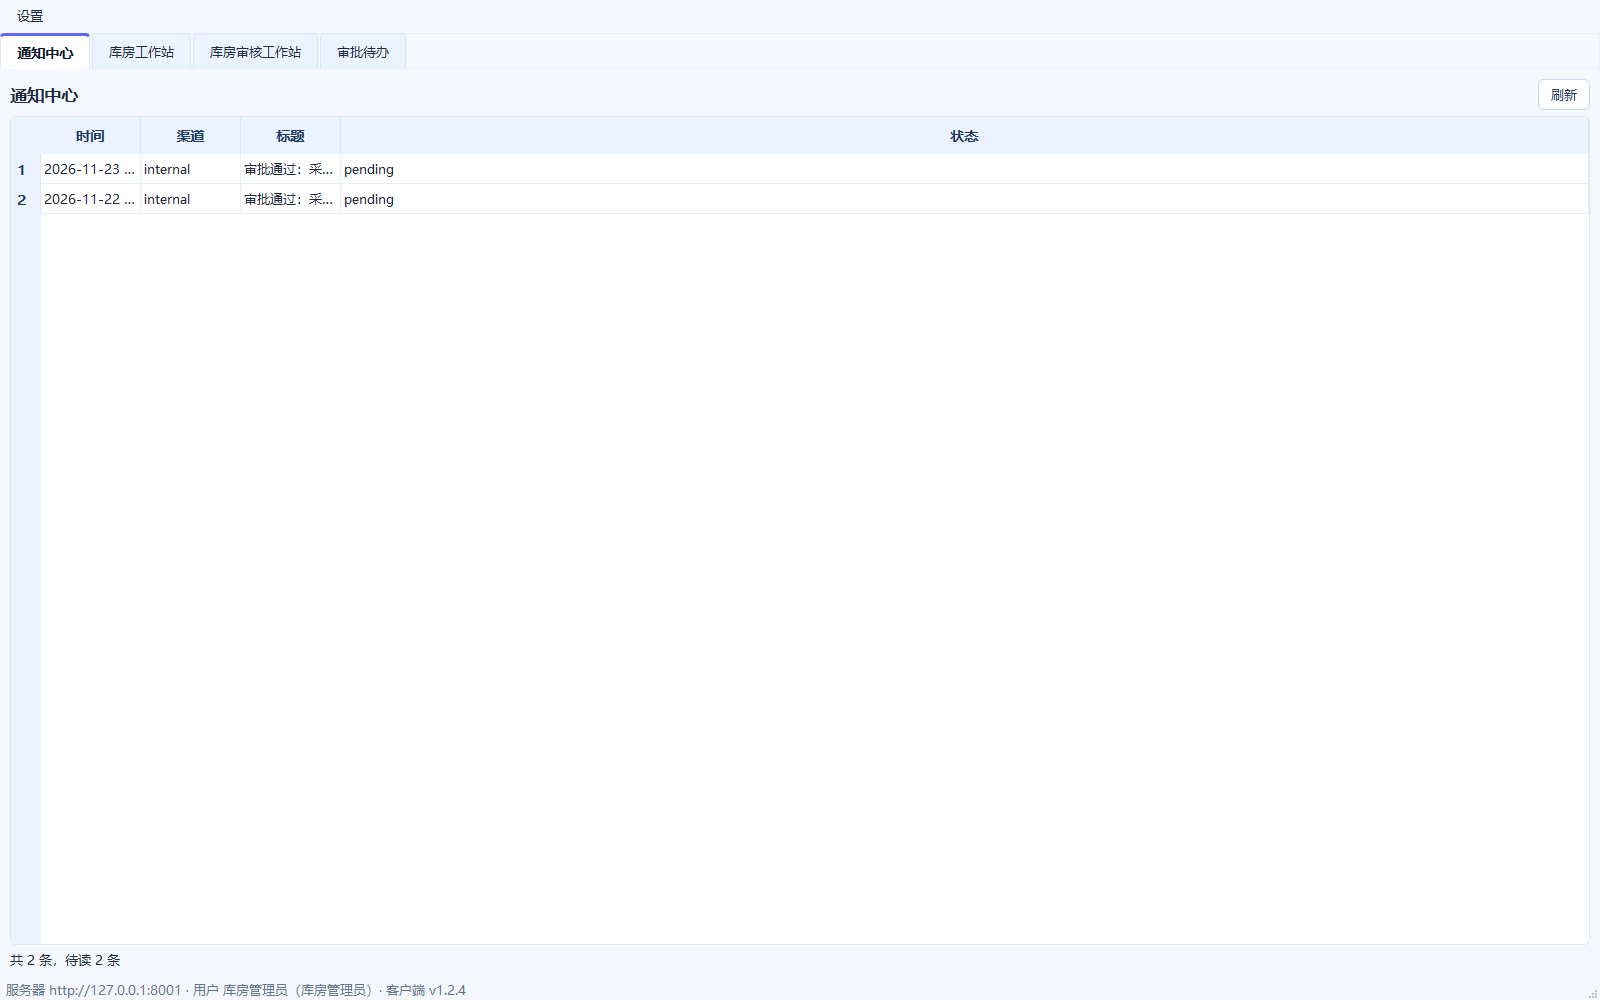 设置
通知中心 库房工作站 库房审核工作站 审批待办
通知中心 刷新
时间 渠道 标题 状态
1 2026-11-23 ... internal 审批通过：采... pending
2 2026-11-22 ... internal 审批通过：采... pending
共 2 条，待读 2 条
服务器 http://127.0.0.1:8001 · 用户 库房管理员（库房管理员）· 客户端 v1.2.4